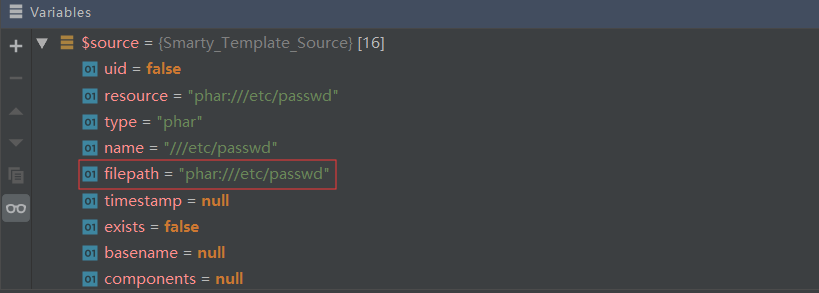 Variables
$source = {Smarty_Template_Source} [16]
01 uid = false
01 resource = "phar:///etc/passwd"
01 type = "phar"
01 name = "///etc/passwd"
01 filepath = "phar:///etc/passwd"
01 timestamp = null
01 exists = false
01 basename = null
01 components = null